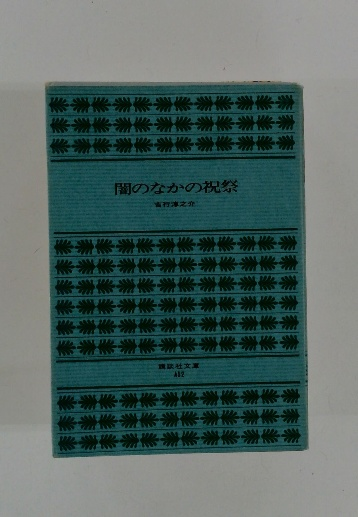 闇のなかの祝祭
吉行淳之介
講談社文庫